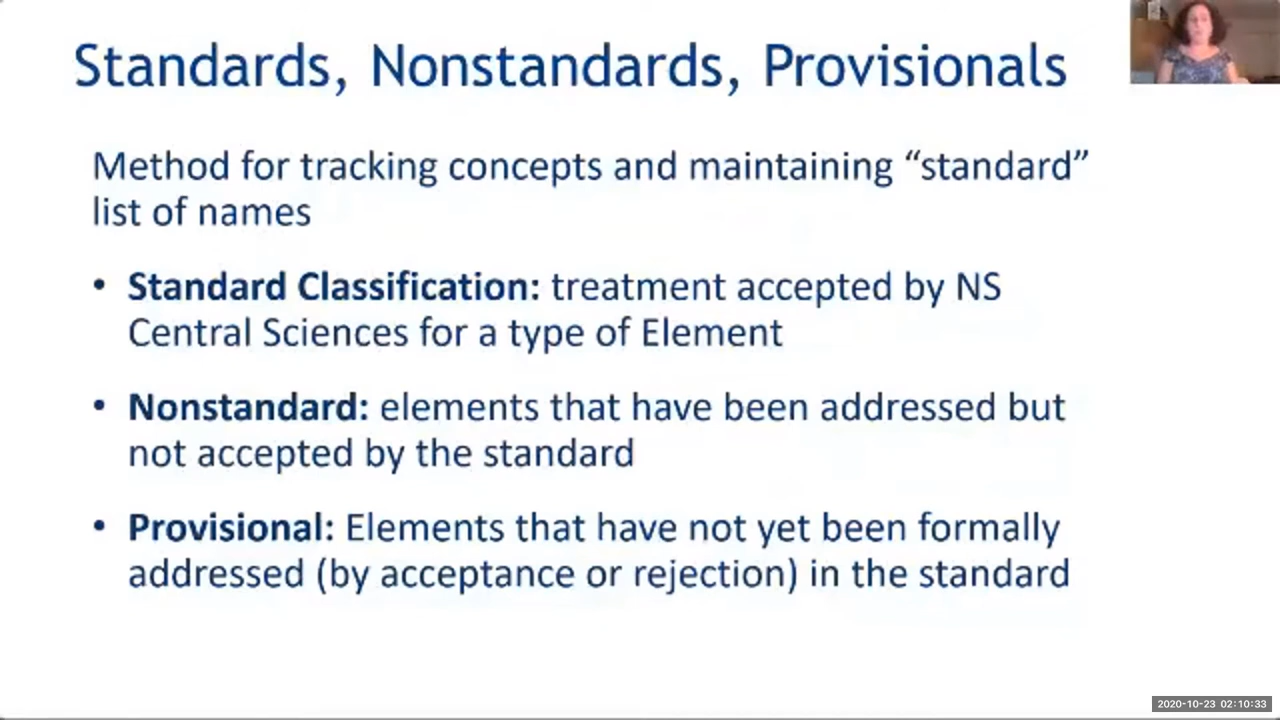 Standards, Nonstandards, Provisionals
Method for tracking concepts and maintaining “standard”
list of names
• Standard Classification: treatment accepted by NS
Central Sciences for a type of Element
• Nonstandard: elements that have been addressed but
not accepted by the standard
• Provisional: Elements that have not yet been formally
addressed (by acceptance or rejection) in the standard
2020-10-23 02:10:33